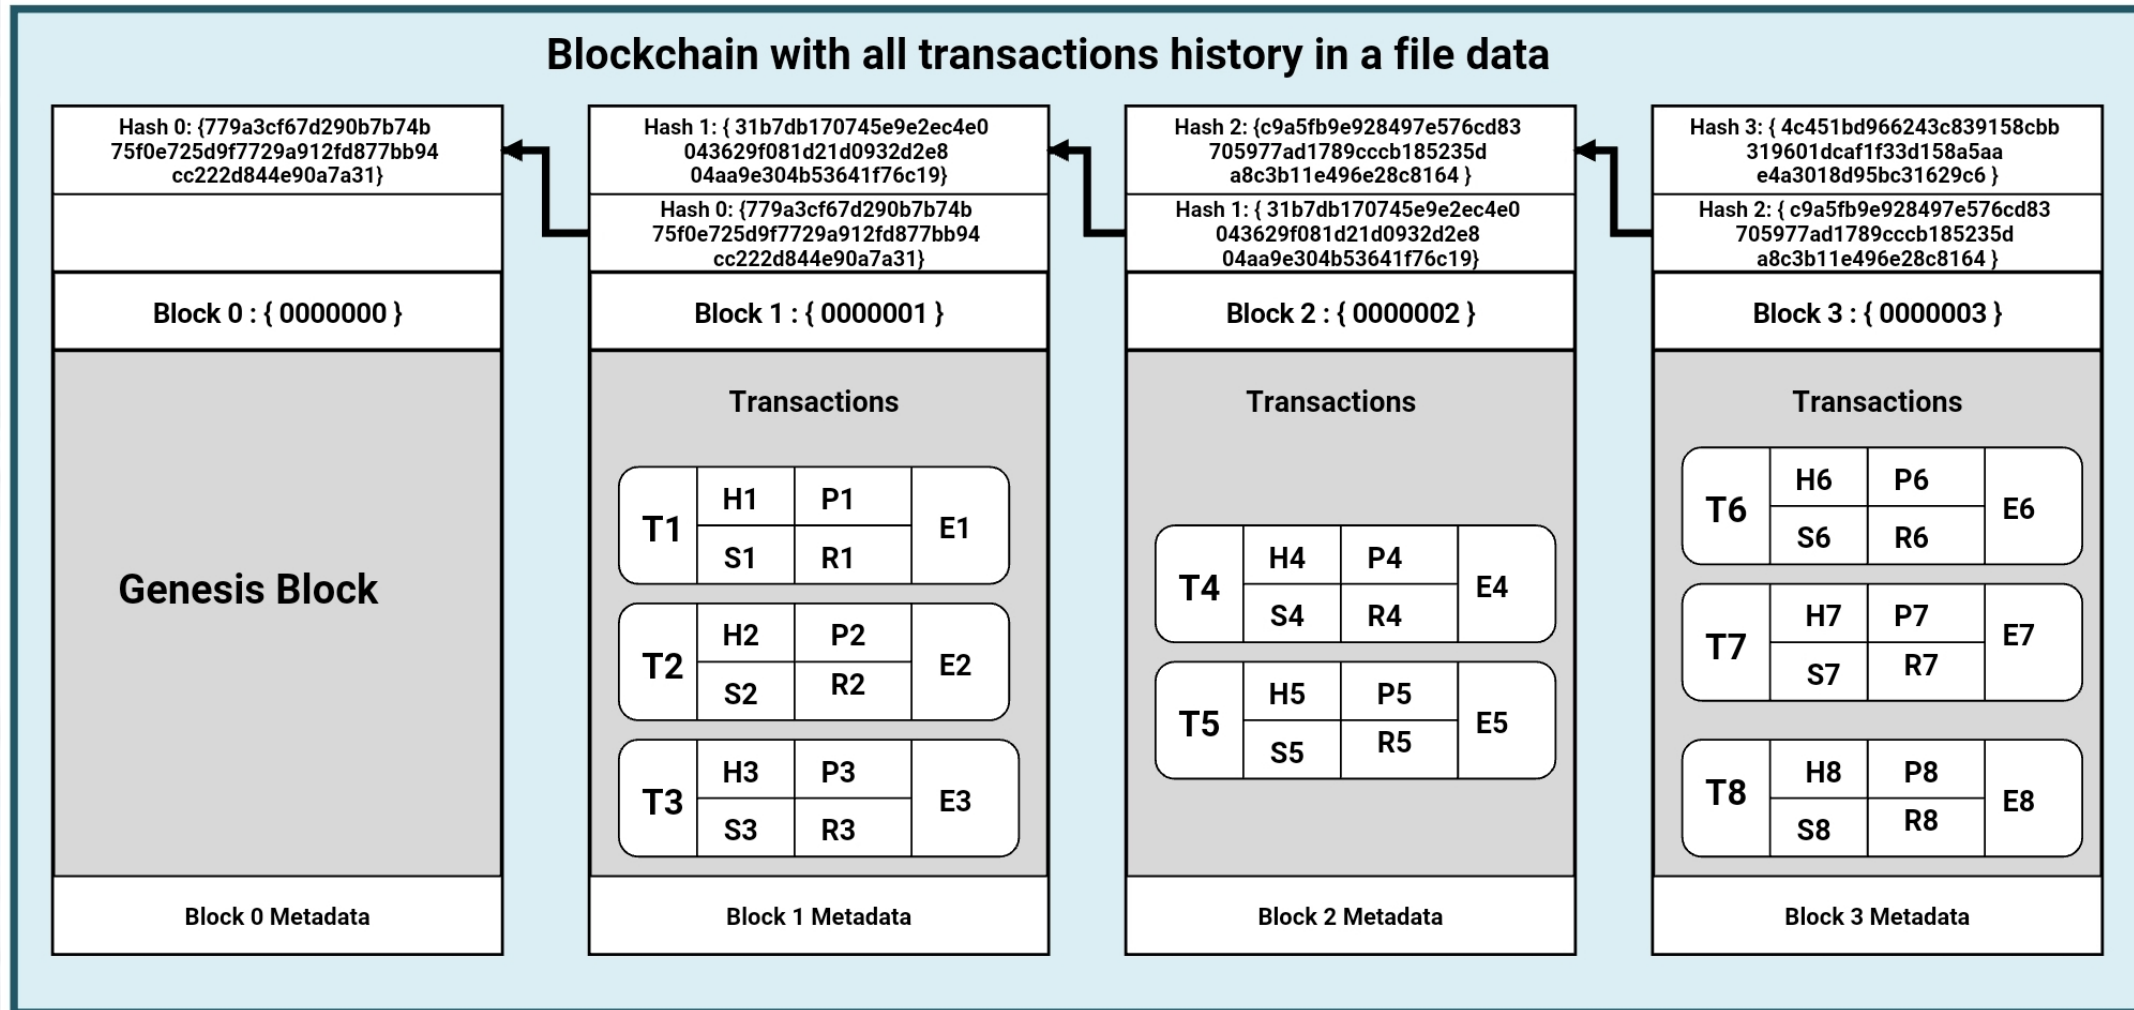 Blockchain with all transactions history in a file data
Hash 0: {779a3cf67d290b7b74b
75f0e725d9f7729a912fd877bb94
cc222d844e90a7a31}
Block 0 : { 0000000 }
Genesis Block
Block 0 Metadata
Hash 1: { 31b7db170745e9e2ec4e0
043629f081d21d0932d2e8
04aa9e304b53641f76c19}
Hash 0: {779a3cf67d290b7b74b
75f0e725d9f7729a912fd877bb94
cc222d844e90a7a31}
Block 1 : { 0000001 }
Transactions
T1
H1
P1
S1
R1
E1
T2
H2
P2
S2
R2
E2
T3
H3
P3
S3
R3
E3
Block 1 Metadata
Hash 2: {c9a5fb9e928497e576cd83
705977ad1789cccb185235d
a8c3b11e496e28c8164 }
Hash 1: { 31b7db170745e9e2ec4e0
043629f081d21d0932d2e8
04aa9e304b53641f76c19}
Block 2 : { 0000002 }
Transactions
T4
H4
P4
S4
R4
E4
T5
H5
P5
S5
R5
E5
Block 2 Metadata
Hash 3: { 4c451bd966243c839158cbb
319601dcaf1f33d158a5aa
e4a3018d95bc31629c6 }
Hash 2: { c9a5fb9e928497e576cd83
705977ad1789cccb185235d
a8c3b11e496e28c8164 }
Block 3 : { 0000003 }
Transactions
T6
H6
P6
S6
R6
E6
T7
H7
P7
S7
R7
E7
T8
H8
P8
S8
R8
E8
Block 3 Metadata